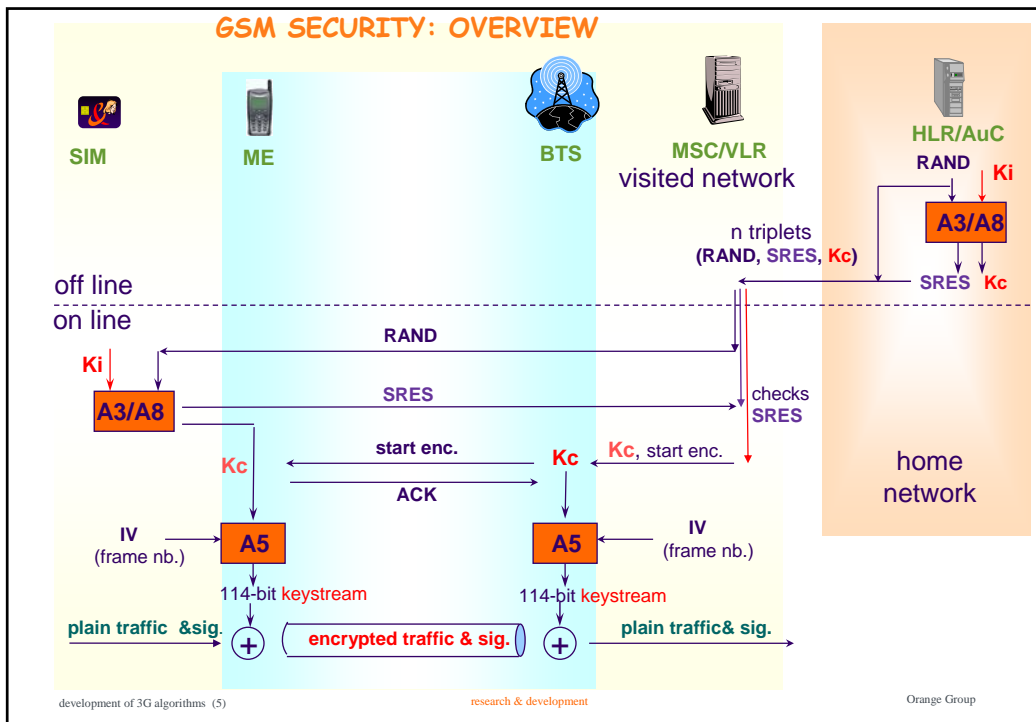 GSM SECURITY: OVERVIEW
SIM
ME
BTS
MSC/VLR
visited network
HLR/AuC
RAND
Ki
A3/A8
n triplets
(RAND, SRES, Kc)
SRES Kc
off line
on line
RAND
Ki
A3/A8
SRES
checks
SRES
Kc
start enc.
Kc
Kc, start enc.
ACK
home
network
IV
(frame nb.)
A5
A5
IV
(frame nb.)
114-bit keystream
114-bit keystream
plain traffic &sig.
+
encrypted traffic & sig.
+
plain traffic& sig.
development of 3G algorithms (5)
research & development
Orange Group